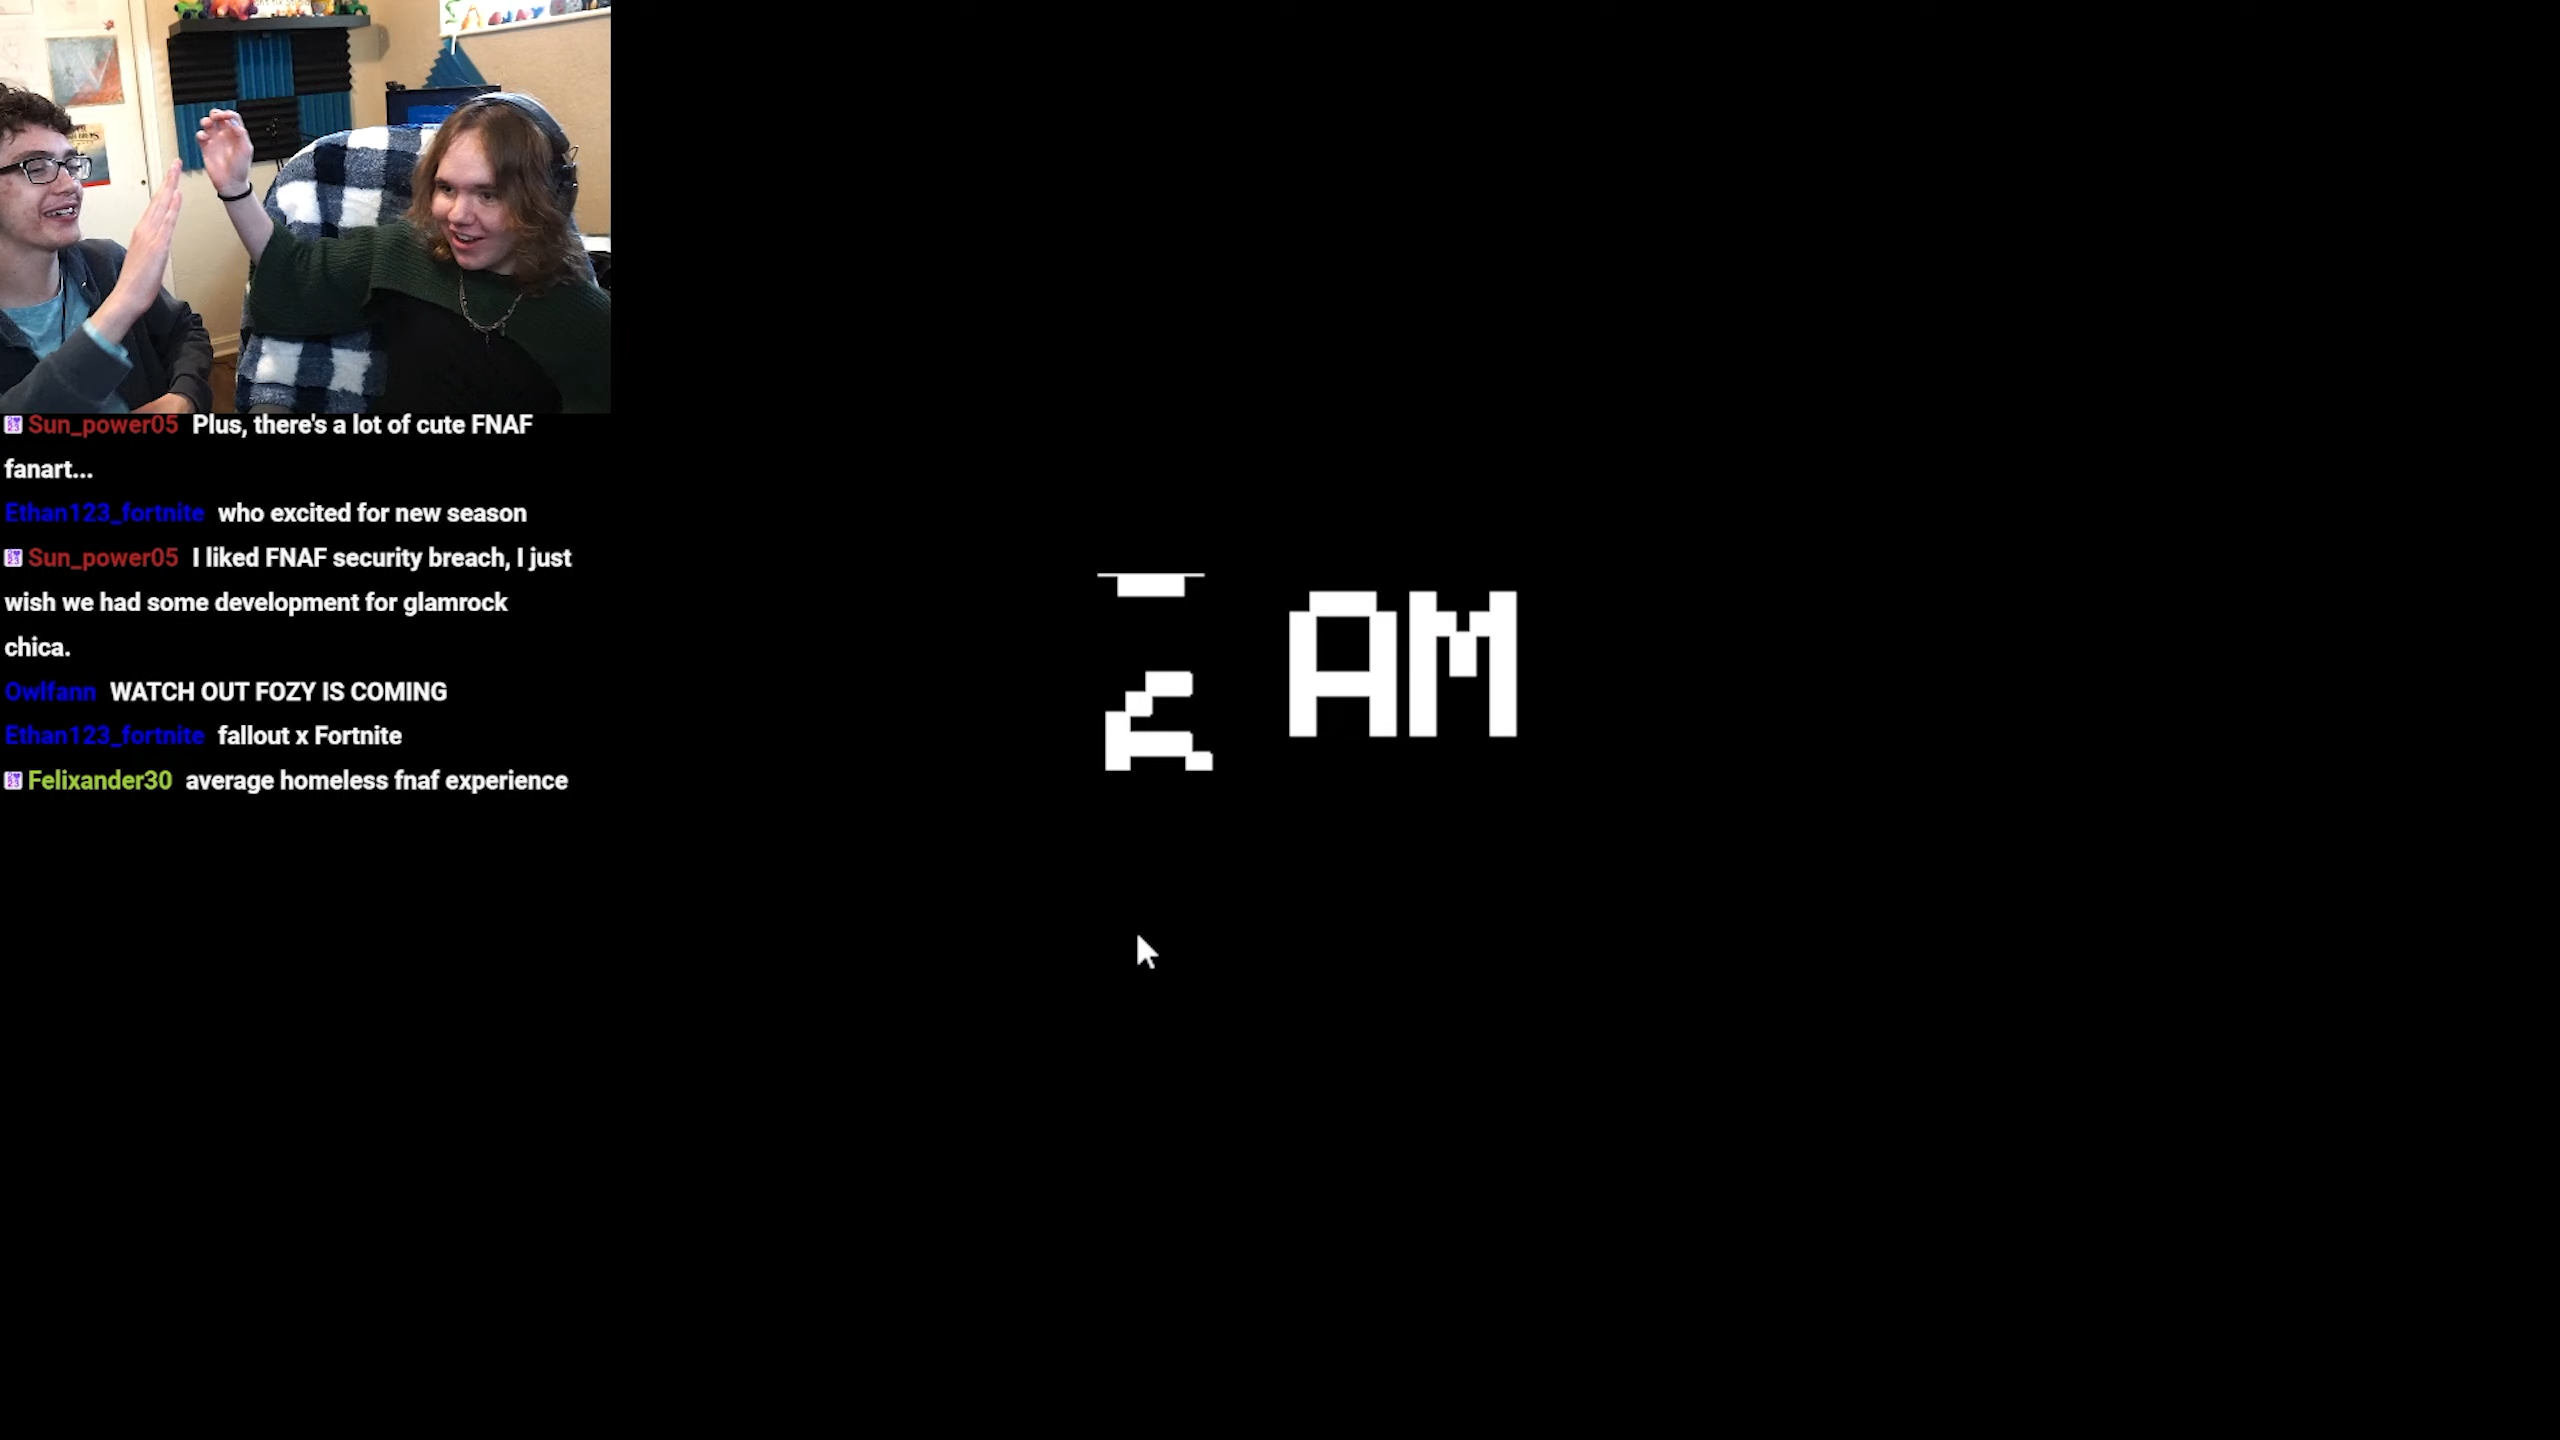 Sun_power05 Plus, there's a lot of cute FNAF
fanart...
Ethan123_fortnite who excited for new season
Sun_power05 I liked FNAF security breach, I just
wish we had some development for glamrock
chica.
Owlfann WATCH OUT FOZY IS COMING
Ethan123_fortnite fallout x Fortnite
Felixander30 average homeless fnaf experience
AM